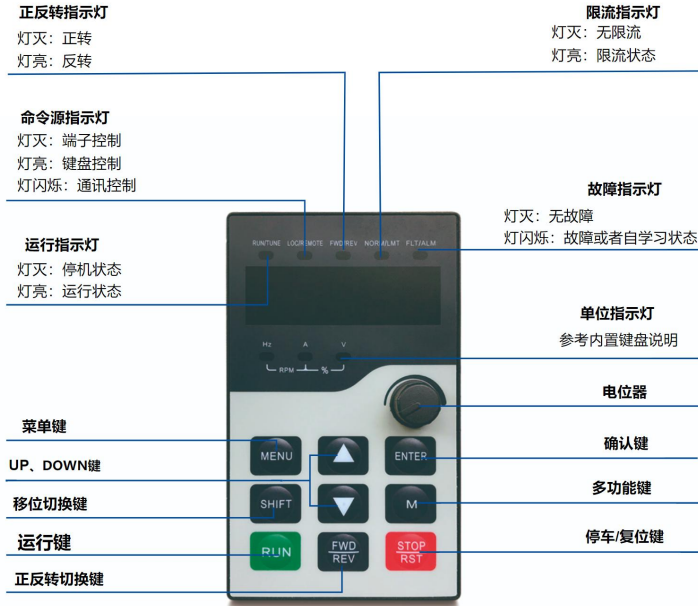 正反转指示灯
灯灭：正转
灯亮：反转
限流指示灯
灯灭：无限流
灯亮：限流状态
命令源指示灯
灯灭：端子控制
灯亮：键盘控制
灯闪烁：通讯控制
故障指示灯
灯灭：无故障
灯闪烁：故障或者自学习状态
运行指示灯
灯灭：停机状态
灯亮：运行状态
单位指示灯
参考内置键盘说明
RUN/TUNE LOC/REMOTE FWD/REV NORM/LMT FLT/ALM
Hz A V
RPM %
电位器
菜单键
UP、DOWN键
移位切换键
运行键
正反转切换键
确认键
多功能键
停车/复位键
MENU ENTER
SHIFT M
RUN FWD/REV STOP/RST